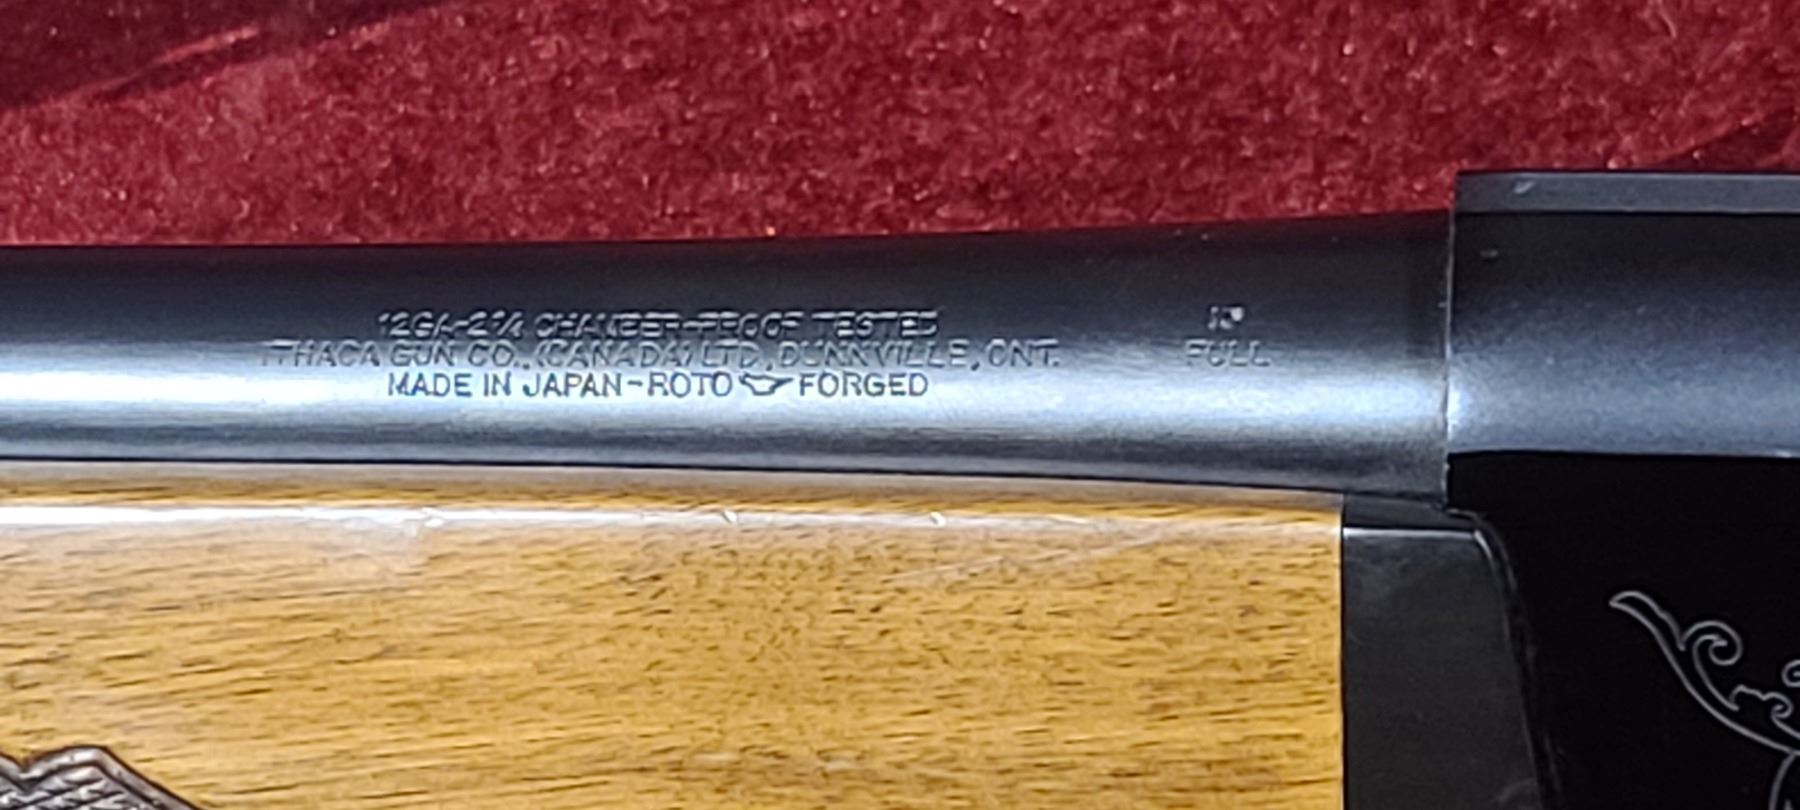 12GA-2¾ CHAMBER-PROOF TESTED
ITHACA GUN CO., (CANADA) LTD, DUNNVILLE, ONT.
MADE IN JAPAN-ROTO FORGED
FULL